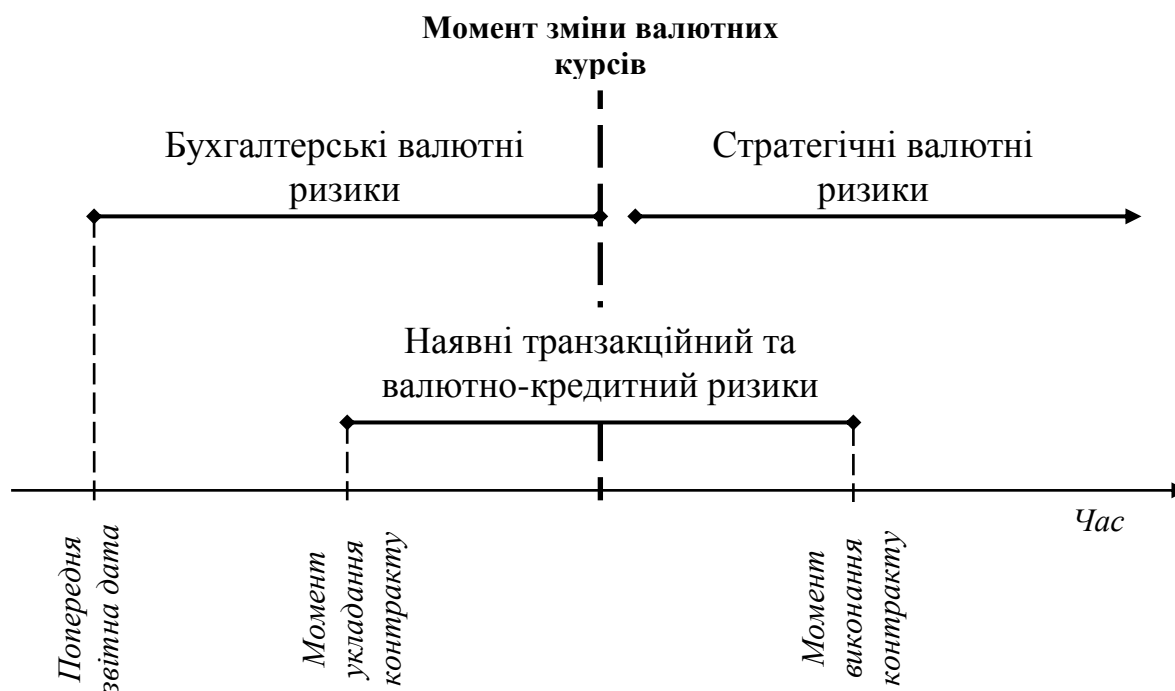 Момент зміни валютних
курсів
Бухгалтерські валютні
ризики
Стратегічні валютні
ризики
Наявні транзакційний та
валютно-кредитний ризики
Час
Попередня
звітна дата
Момент
укладання
контракту
Момент
виконання
контракту